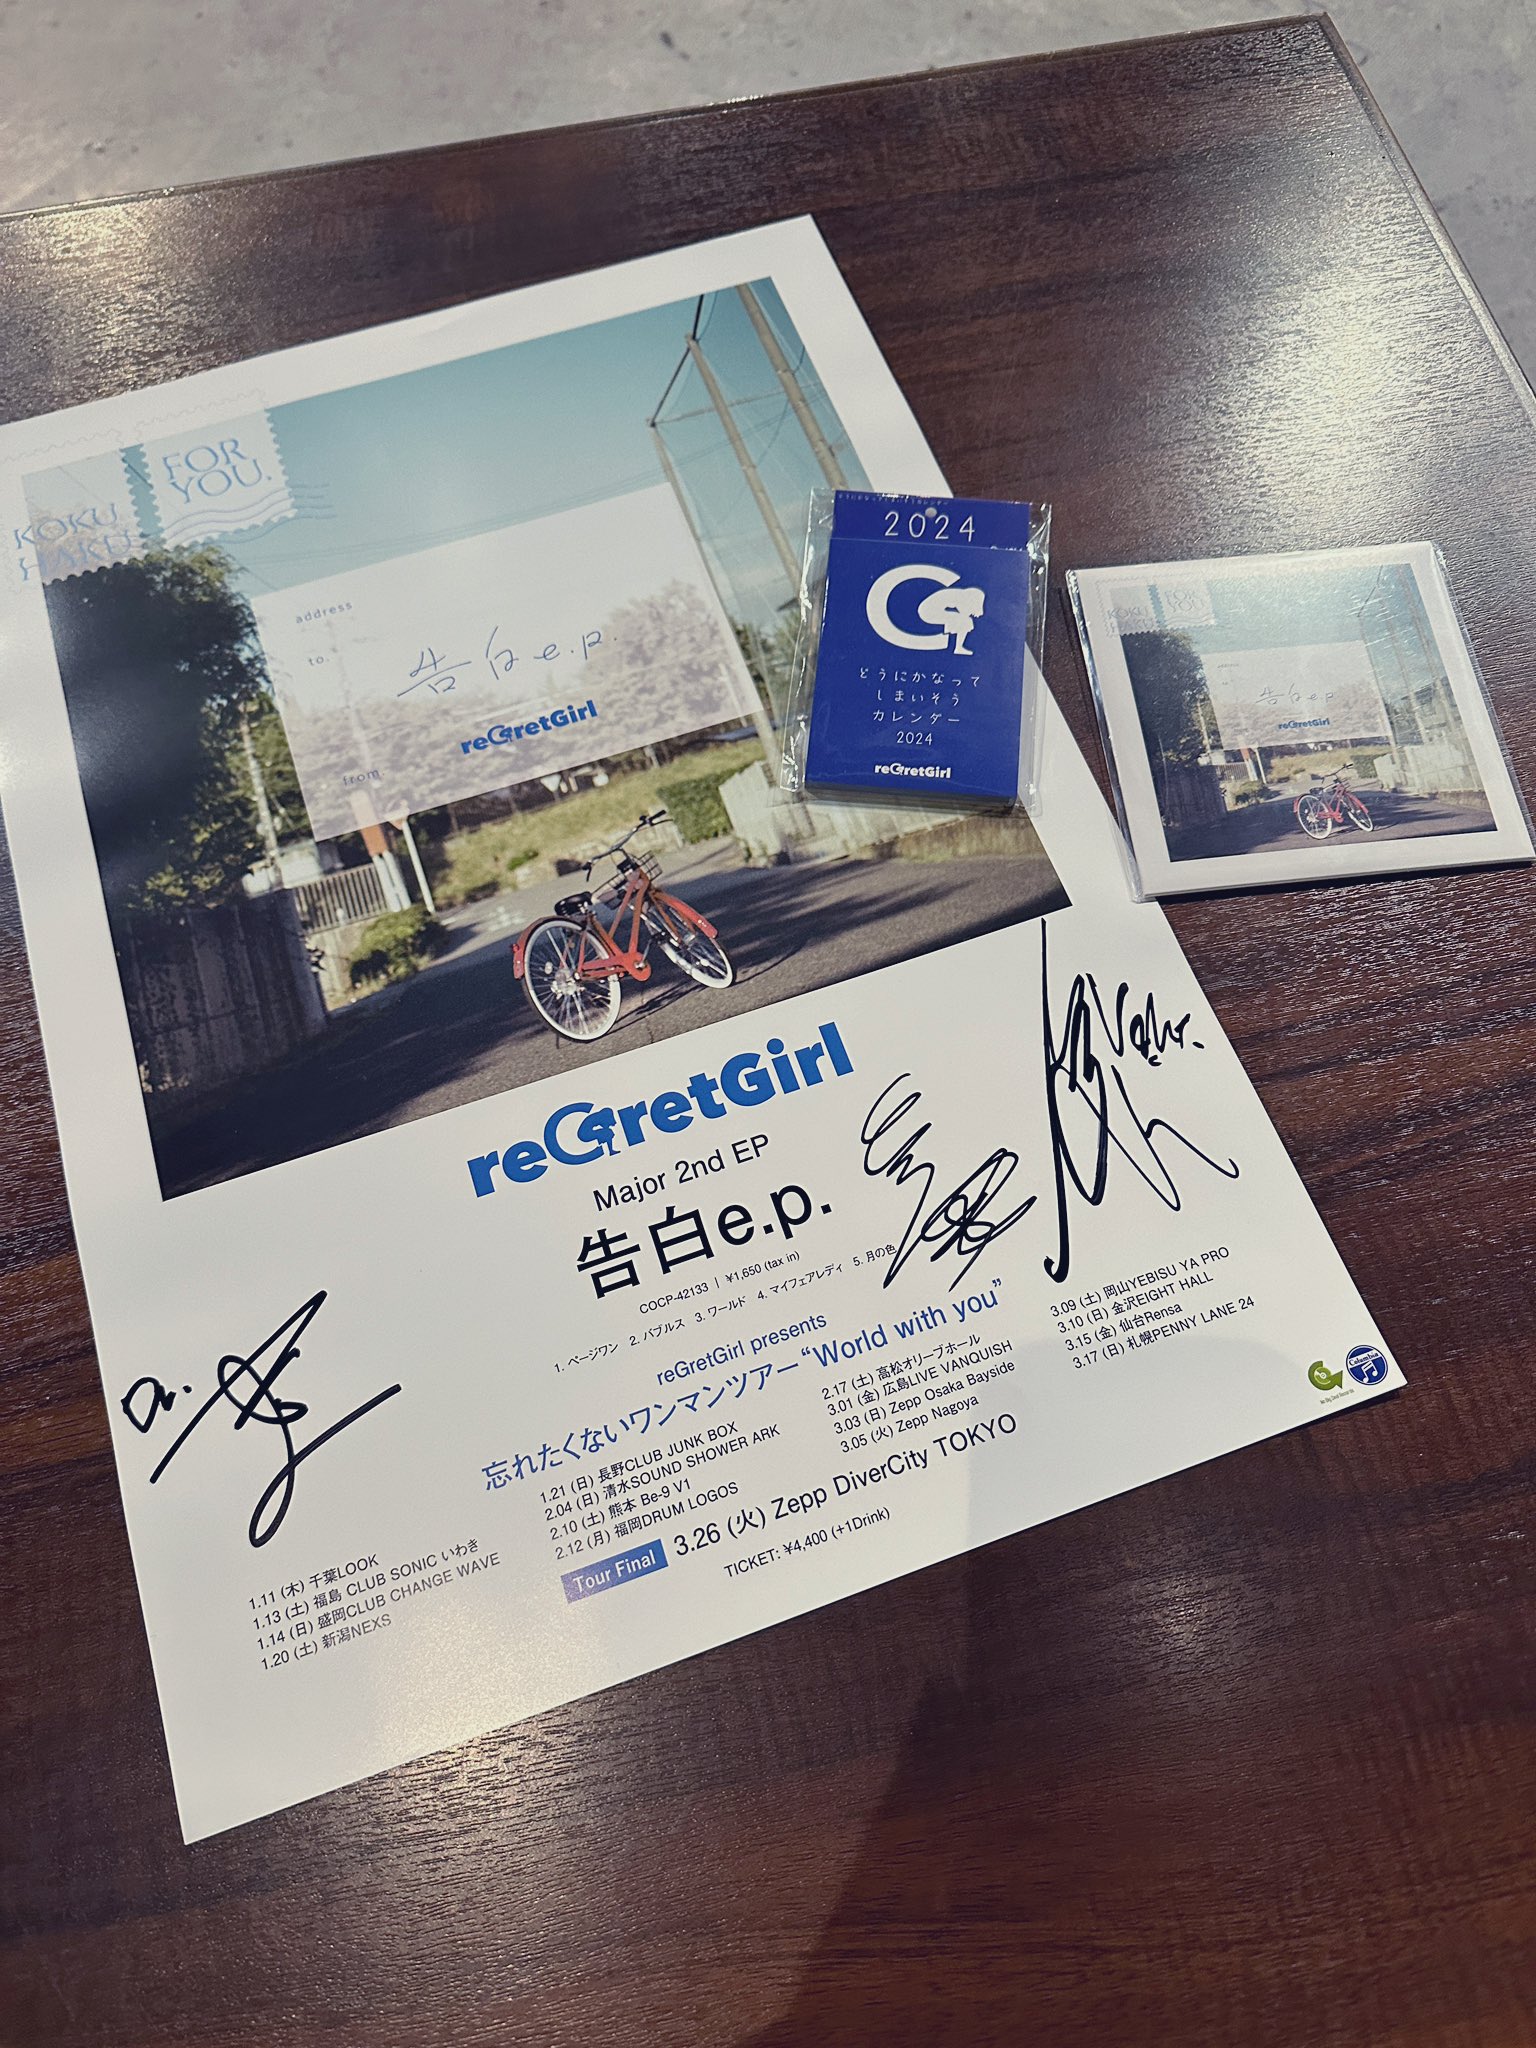 KOKU
HAKU
FOR
YOU.
address
to.
告白e.p.
reGretGirl
from.
reGretGirl
Major 2nd EP
告白e.p.
COCP-42133 | ¥1,650 (tax in)
1. ページワン 2. バブルス 3. ワールド 4. マイフェアレディ 5. 月の色
reGretGirl presents
忘れたくないワンマンツアー“World with you”
1.11 (木) 千葉LOOK
1.13 (土) 福島 CLUB SONIC いわき
1.14 (日) 盛岡CLUB CHANGE WAVE
1.20 (土) 新潟NEXS
1.21 (日) 長野CLUB JUNK BOX
2.04 (日) 清水SOUND SHOWER ARK
2.10 (土) 熊本 Be-9 V1
2.12 (月) 福岡DRUM LOGOS
2.17 (土) 高松オリーブホール
3.01 (金) 広島LIVE VANQUISH
3.03 (日) Zepp Osaka Bayside
3.05 (火) Zepp Nagoya
3.09 (土) 岡山YEBISU YA PRO
3.10 (日) 金沢EIGHT HALL
3.15 (金) 仙台Rensa
3.17 (日) 札幌PENNY LANE 24
Tour Final 3.26 (火) Zepp DiverCity TOKYO
TICKET: ¥4,400 (+1Drink)
Columbia
Dr.
2024
どうにかなって
しまいそう
カレンダー
2024
reGretGirl
KOKU
HAKU
FOR
YOU.
告白e.p.
reGretGirl